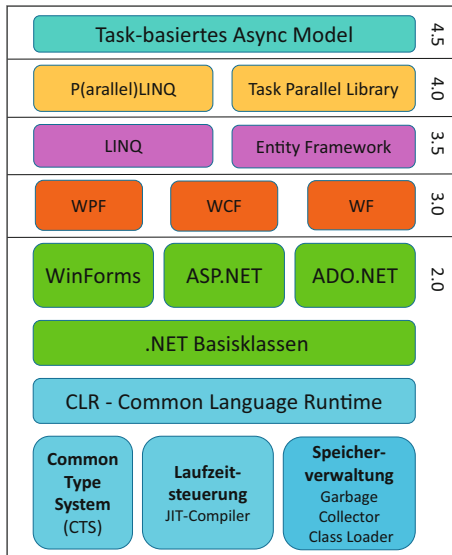 Task-basiertes Async Model
4.5
P(arallel)LINQ
Task Parallel Library
4.0
LINQ
Entity Framework
3.5
WPF
WCF
WF
3.0
WinForms
ASP.NET
ADO.NET
2.0
.NET Basisklassen
CLR - Common Language Runtime
Common
Type
System
(CTS)
Laufzeit-
steuerung
JIT-Compiler
Speicher-
verwaltung
Garbage
Collector
Class Loader